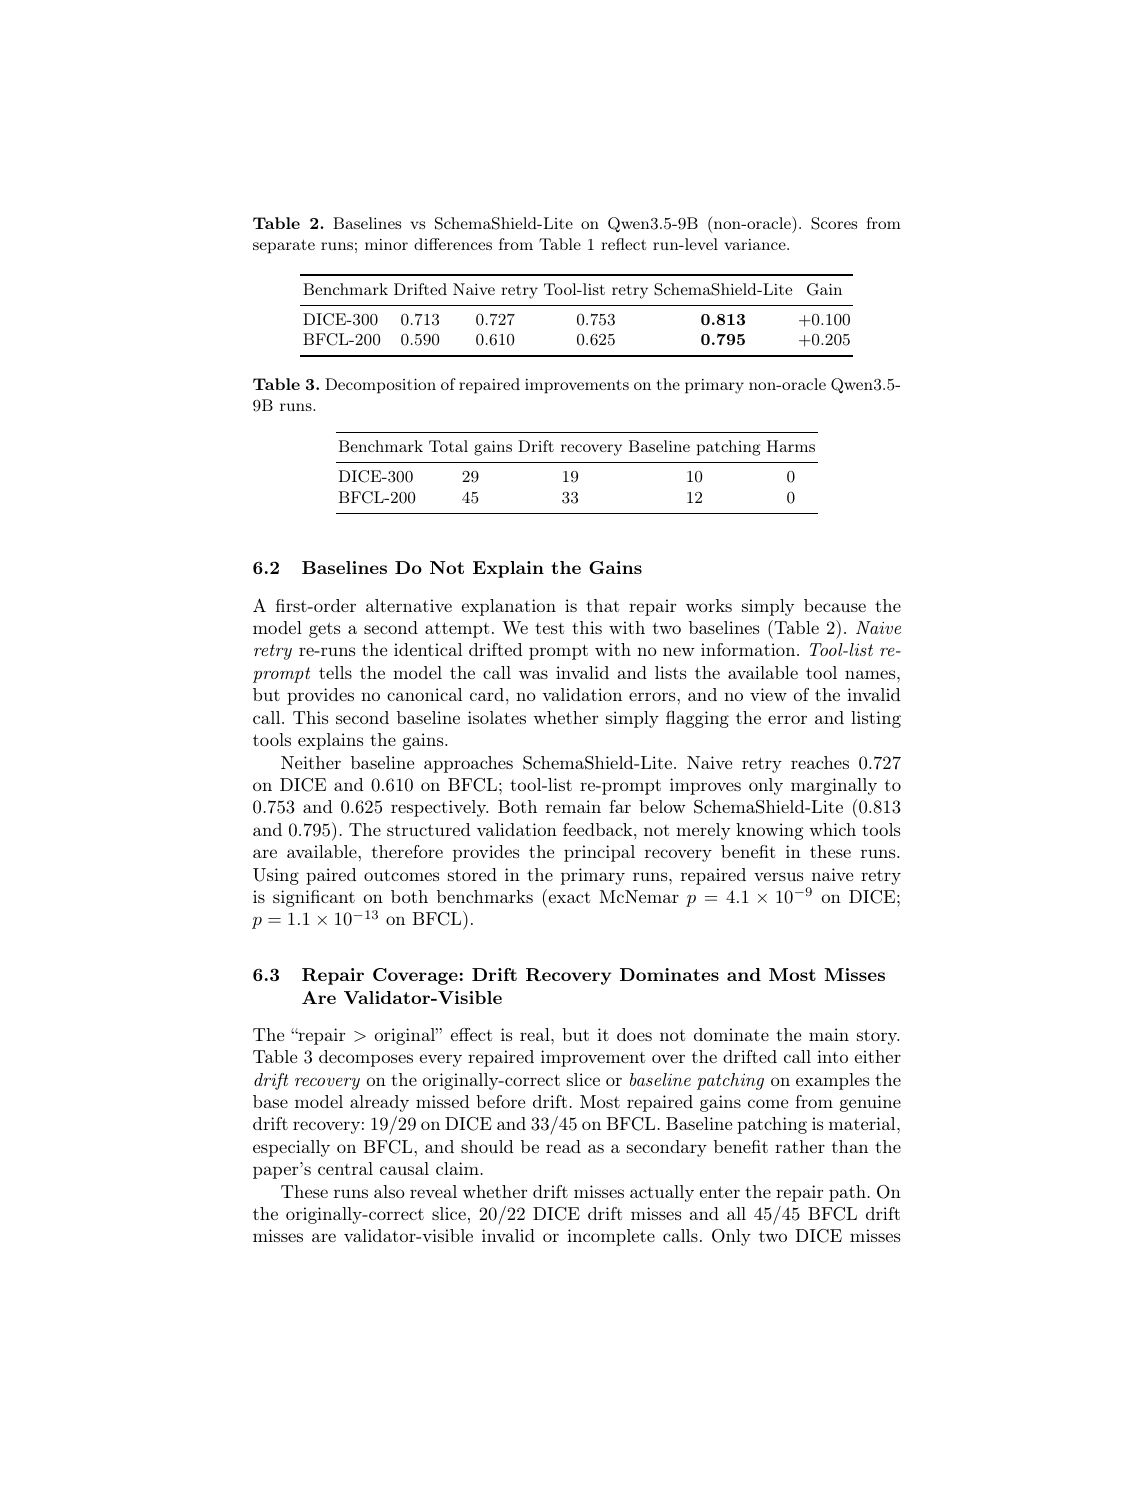 Table 2. Baselines vs SchemaShield-Lite on Qwen3.5-9B (non-oracle). Scores from
separate runs; minor differences from Table 1 reflect run-level variance.
Benchmark Drifted Naive retry Tool-list retry SchemaShield-Lite Gain
DICE-300 0.713 0.727 0.753 0.813 +0.100
BFCL-200 0.590 0.610 0.625 0.795 +0.205
Table 3. Decomposition of repaired improvements on the primary non-oracle Qwen3.5-
9B runs.
Benchmark Total gains Drift recovery Baseline patching Harms
DICE-300 29 19 10 0
BFCL-200 45 33 12 0
6.2 Baselines Do Not Explain the Gains
A first-order alternative explanation is that repair works simply because the
model gets a second attempt. We test this with two baselines (Table 2). Naive
retry re-runs the identical drifted prompt with no new information. Tool-list re-
prompt tells the model the call was invalid and lists the available tool names,
but provides no canonical card, no validation errors, and no view of the invalid
call. This second baseline isolates whether simply flagging the error and listing
tools explains the gains.
Neither baseline approaches SchemaShield-Lite. Naive retry reaches 0.727
on DICE and 0.610 on BFCL; tool-list re-prompt improves only marginally to
0.753 and 0.625 respectively. Both remain far below SchemaShield-Lite (0.813
and 0.795). The structured validation feedback, not merely knowing which tools
are available, therefore provides the principal recovery benefit in these runs.
Using paired outcomes stored in the primary runs, repaired versus naive retry
is significant on both benchmarks (exact McNemar p = 4.1 × 10⁻⁹ on DICE;
p = 1.1 × 10⁻¹³ on BFCL).
6.3 Repair Coverage: Drift Recovery Dominates and Most Misses
Are Validator-Visible
The “repair > original” effect is real, but it does not dominate the main story.
Table 3 decomposes every repaired improvement over the drifted call into either
drift recovery on the originally-correct slice or baseline patching on examples the
base model already missed before drift. Most repaired gains come from genuine
drift recovery: 19/29 on DICE and 33/45 on BFCL. Baseline patching is material,
especially on BFCL, and should be read as a secondary benefit rather than the
paper’s central causal claim.
These runs also reveal whether drift misses actually enter the repair path. On
the originally-correct slice, 20/22 DICE drift misses and all 45/45 BFCL drift
misses are validator-visible invalid or incomplete calls. Only two DICE misses